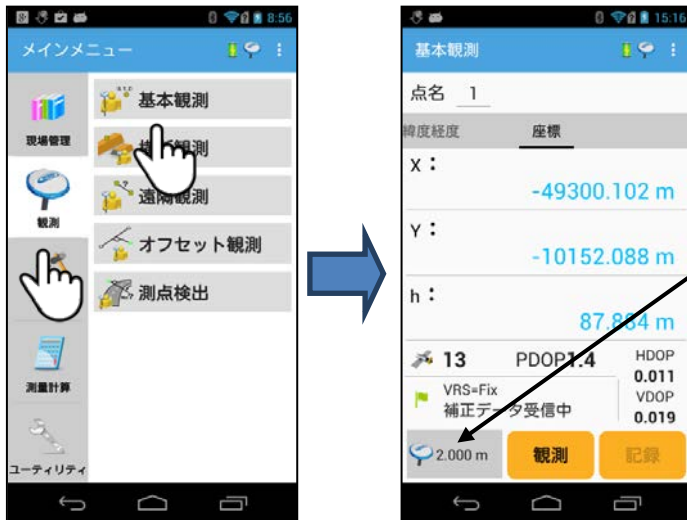 8:56
メインメニュー
現場管理
基本観測
観測
遠隔観測
オフセット観測
測点検出
測量計算
ユーティリティ
15:16
基本観測
点名 1
緯度経度 座標
X:
-49300.102 m
Y:
-10152.088 m
h:
87.884 m
13 PDOP1.4 HDOP
0.011
VRS=Fix VDOP
補正データ受信中 0.019
2.000 m 観測 記録